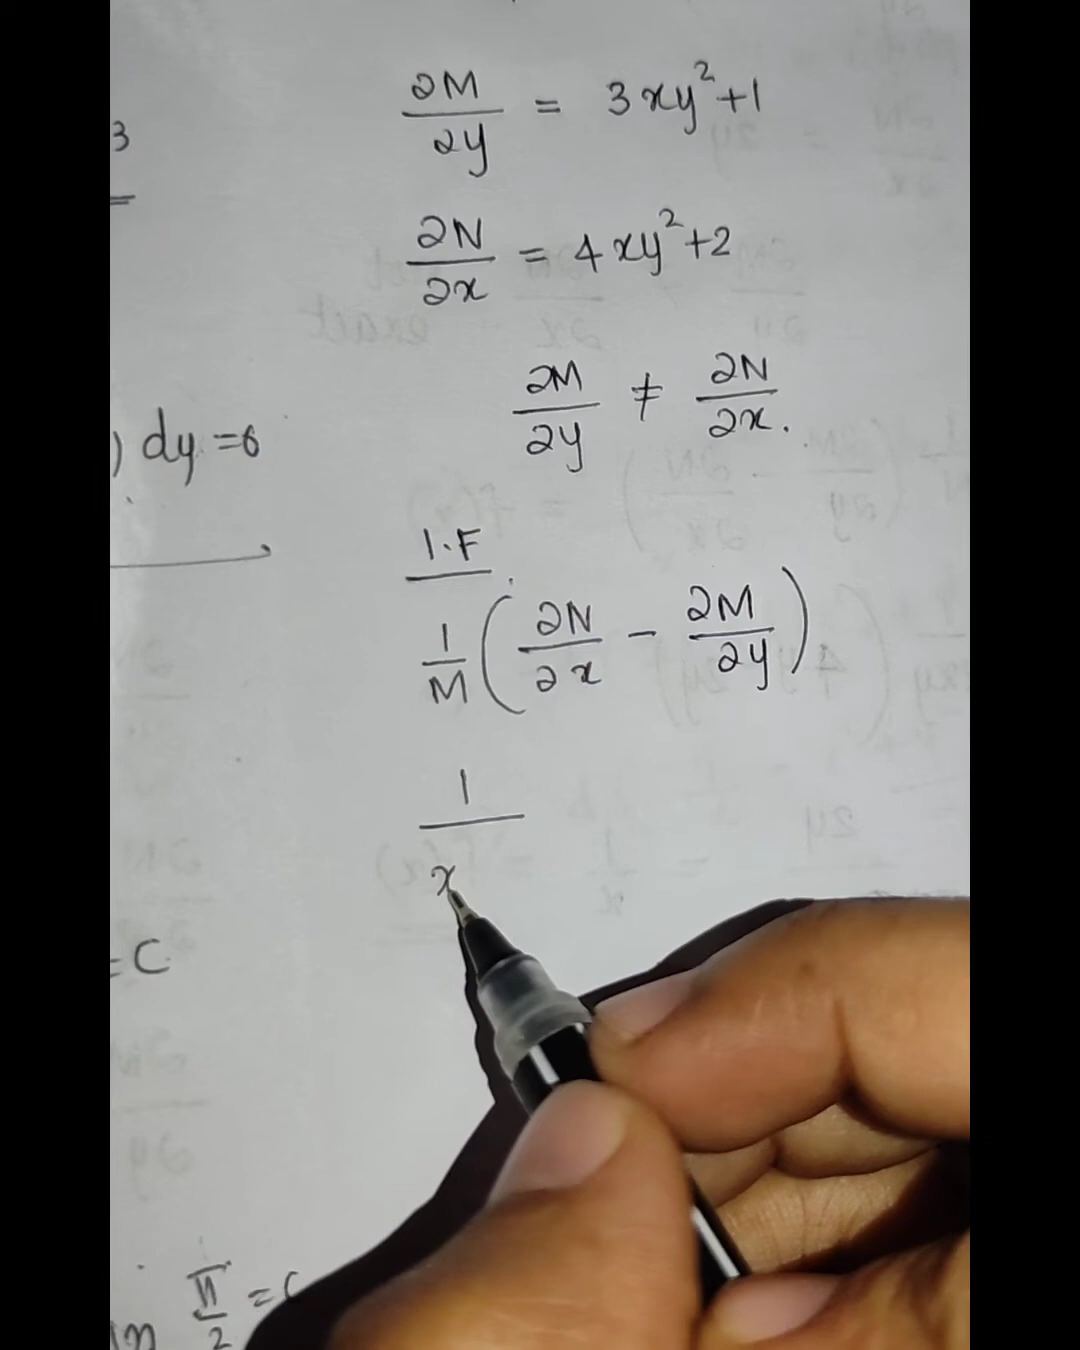 3
∂M/∂y = 3xy²+1
∂N/∂x = 4xy²+2
∂M/∂y ≠ ∂N/∂x.
) dy=0
I.F
1/M (∂N/∂x - ∂M/∂y)
1/x
= C
π/2 = C